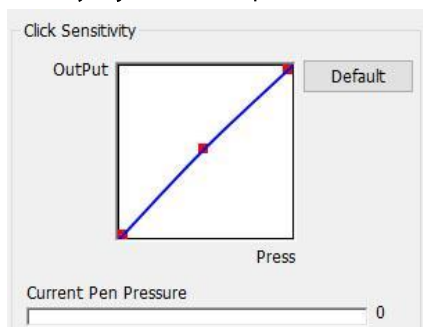 Click Sensitivity
OutPut
Default
Press
Current Pen Pressure
0